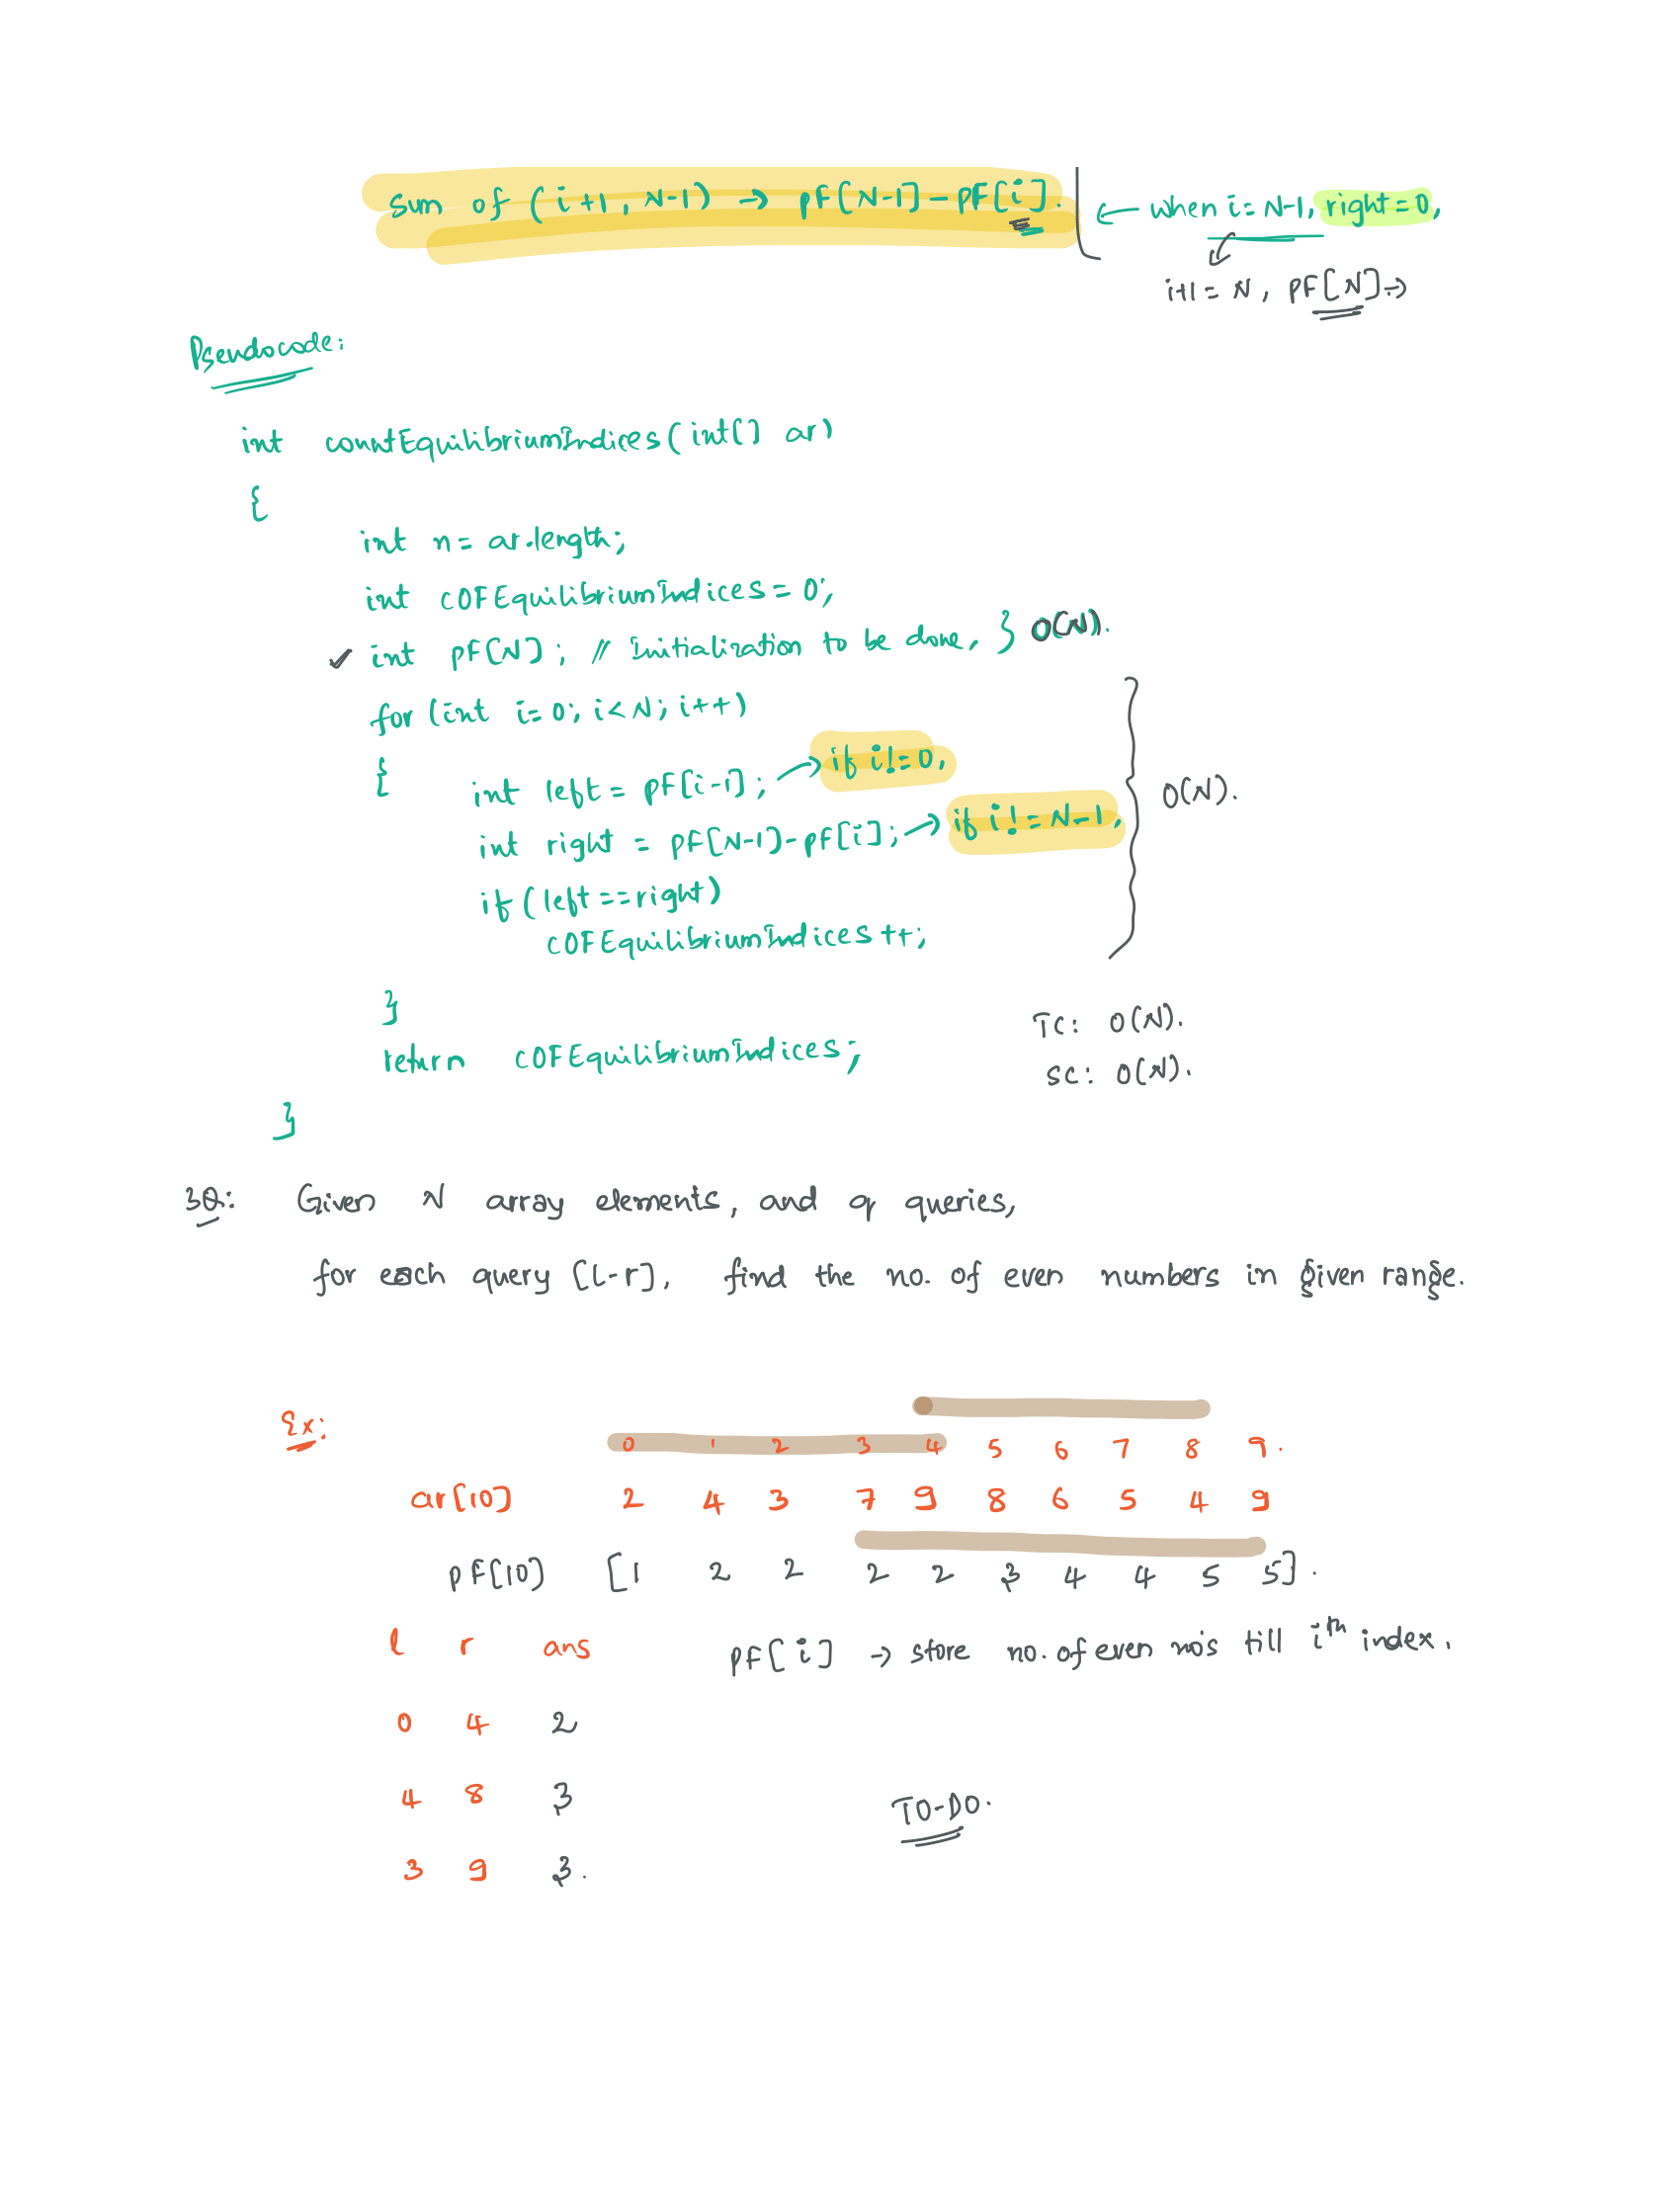 sum of (i+1, N-1) → PF[N-1]-PF[i]. ← when i=N-1, right=0,
i+1=N, PF[N]→
Pseudocode:
int countEquilibriumIndices(int[] ar)
{
int n= ar.length;
int cOFEquilibriumIndices=0;
✓ int PF[N]; // Initialization to be done, } O(N).
for(int i=0; i<N; i++)
{
int left= PF[i-1]; → if i!=0,
int right = PF[N-1]-PF[i]; → if i!=N-1,
} O(N).
if(left==right)
cOFEquilibriumIndices++;
}
TC: O(N).
return cOFEquilibriumIndices;
SC: O(N).
}
3Q: Given N array elements, and q queries,
for each query [l-r], find the no. of even numbers in given range.
Ex:
0 1 2 3 4 5 6 7 8 9.
ar[10] 2 4 3 7 9 8 6 5 4 9
PF[10] [1 2 2 2 2 3 4 4 5 5].
l r ans PF[i] → store no. of even no's till ith index,
0 4 2
4 8 3 TO-DO.
3 9 3.